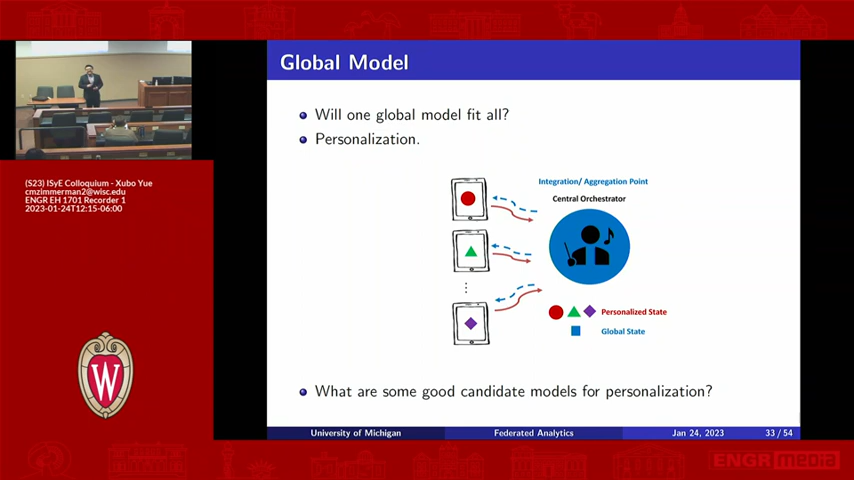 Global Model
Will one global model fit all?
Personalization.
Integration/ Aggregation Point
Central Orchestrator
Personalized State
Global State
What are some good candidate models for personalization?
University of Michigan
Federated Analytics
Jan 24, 2023
33 / 54
(S23) ISyE Colloquium - Xubo Yue
cmzimmerman2@wisc.edu
ENGR EH 1701 Recorder 1
2023-01-24T12:15-06:00
W
ENGR media